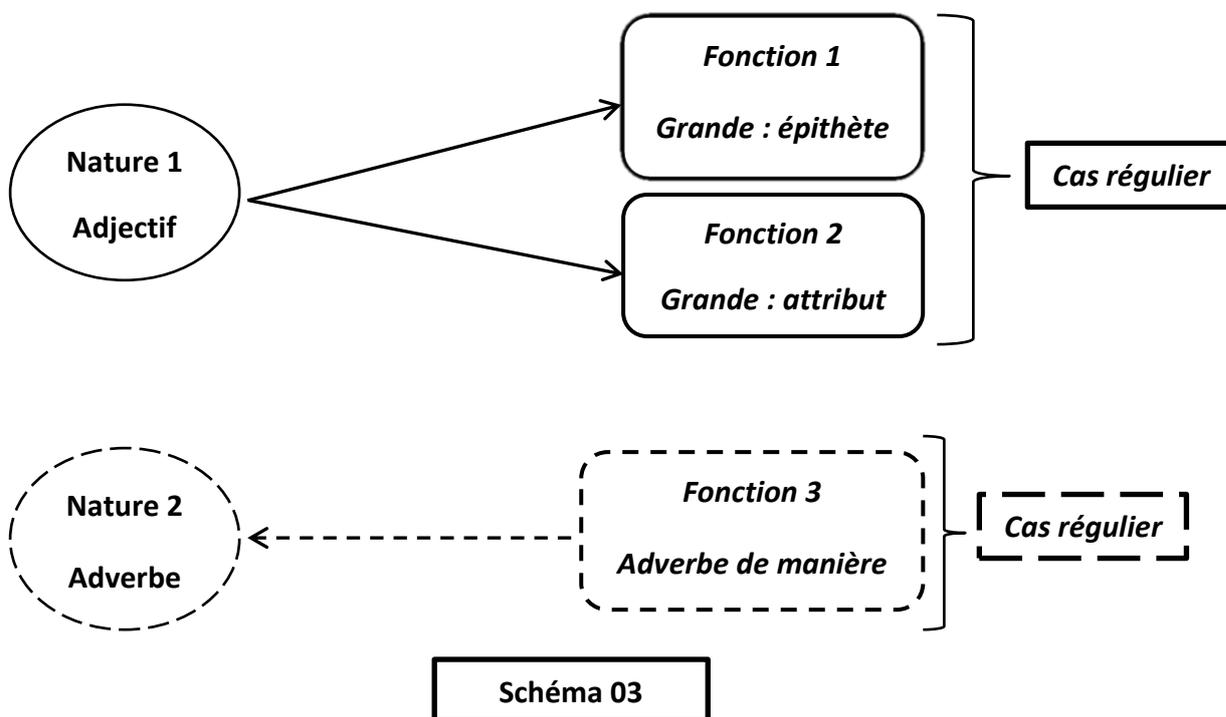 Nature 1
Adjectif
Fonction 1
Grande : épithète
Fonction 2
Grande : attribut
Cas régulier
Nature 2
Adverbe
Fonction 3
Adverbe de manière
Cas régulier
Schéma 03